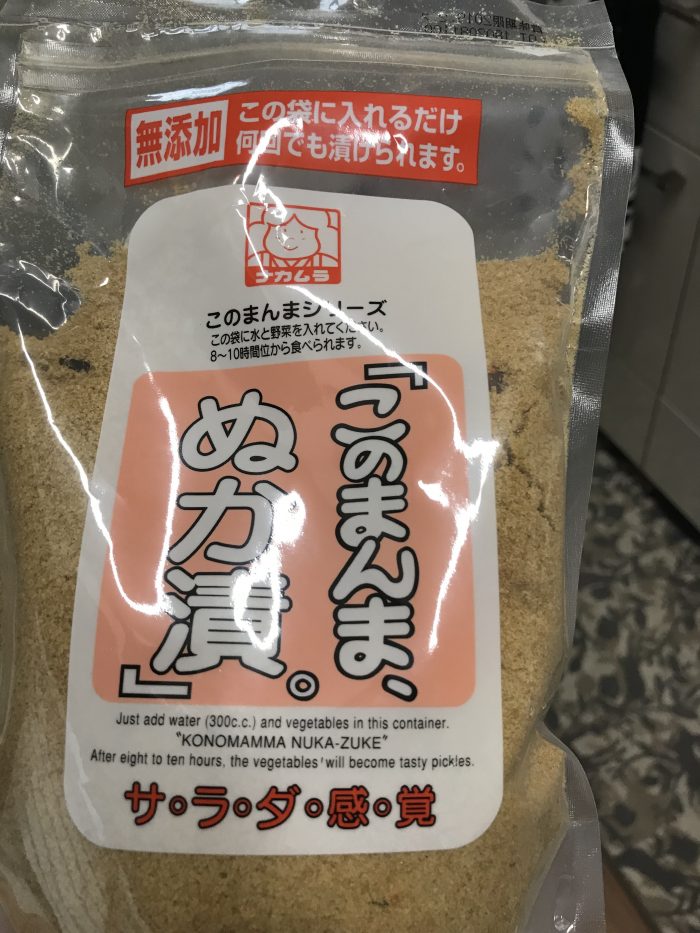 無添加
この袋に入れるだけ
何回でも漬けられます。
ナカムラ
このまんまシリーズ
この袋に水と野菜を入れてください。
8〜10時間位から食べられます。
『このまんま、
ぬか漬。』
Just add water (300c.c.) and vegetables in this container.
"KONOMAMMA NUKA-ZUKE"
After eight to ten hours, the vegetables will become tasty pickles.
サ・ラ・ダ・感・覚